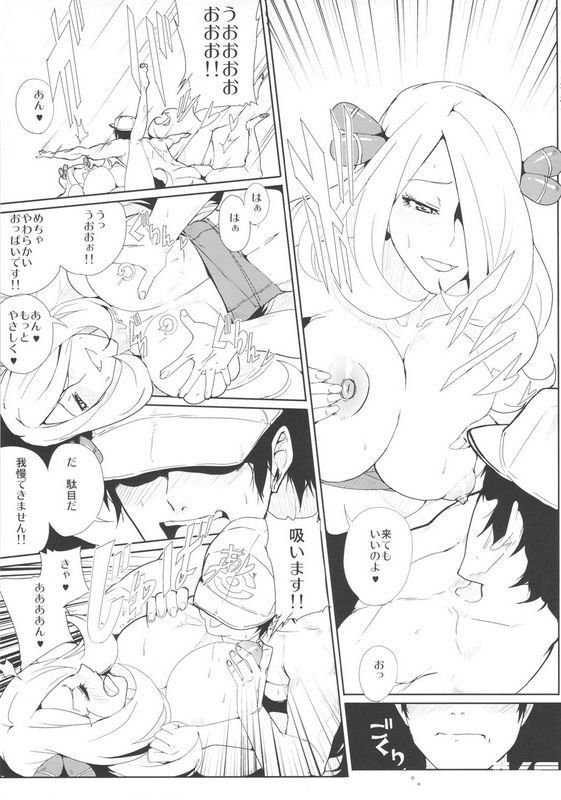 来ても
いいのよ♥
おっ
ごくり
うおおおお
おおお!!
あん♥
はぁ
はぁ
うっ
うおおぉ!!
めちゃ
やわらかい
おっぱいです!!
あん♥
もっと
やさしく♥
だ 駄目だ
我慢できません!!
吸います!!
きゃ♥
ああああん♥